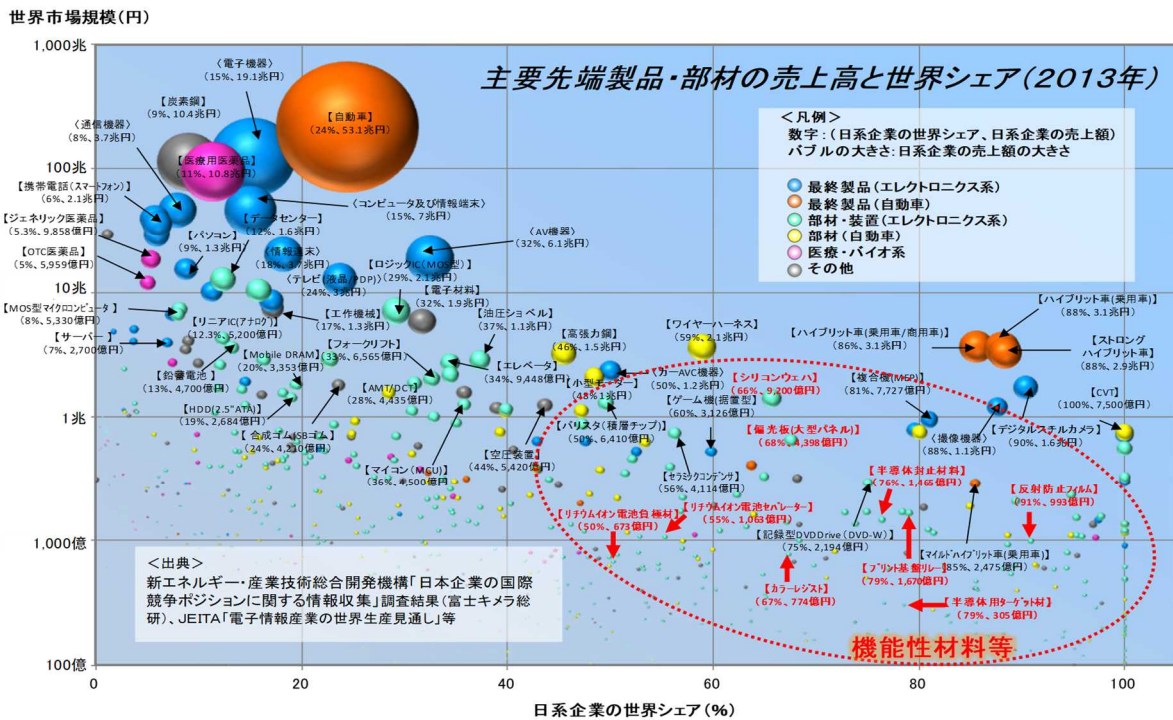 世界市場規模(円)
主要先端製品・部材の売上高と世界シェア(2013年)
1,000兆
100兆
10兆
1兆
1,000億
100億
<凡例>
数字:(日系企業の世界シェア、日系企業の売上額)
バブルの大きさ:日系企業の売上額の大きさ
最終製品(エレクトロニクス系)
最終製品(自動車)
部材・装置(エレクトロニクス系)
部材(自動車)
医療・バイオ系
その他
〈電子機器〉
(15%、19.1兆円)
【炭素鋼】
(9%、10.4兆円)
〈通信機器〉
(8%、3.7兆円)
【自動車】
(24%、53.1兆円)
【医療用医薬品】
(11%、10.8兆円)
【携帯電話(スマートフォン)】
(6%、2.1兆円)
【ジェネリック医薬品】
(5.3%、9,858億円)
【OTC医薬品】
(5%、5,959億円)
【パソコン】
(9%、1.3兆円)
【データセンター】
(12%、1.6兆円)
〈コンピュータ及び情報端末〉
(15%、7兆円)
〈情報端末〉
(18%、3.7兆円)
〈AV機器〉
(32%、6.1兆円)
〈テレビ(液晶/PDP)〉
(24%、3兆円)
【ロジックIC(MOS型)】
(29%、2.1兆円)
【電子材料】
(32%、1.9兆円)
【MOS型マイクロコンピュータ】
(8%、5,330億円)
【サーバー】
(7%、2,700億円)
【リニアIC(アナログ)】
(12.3%、5,200億円)
【工作機械】
(17%、1.3兆円)
【油圧ショベル】
(37%、1.1兆円)
【フォークリフト】
(33%、6,565億円)
【エレベータ】
(34%、9,448億円)
【Mobile DRAM】
(20%、3,353億円)
【鉛蓄電池】
(13%、4,700億円)
【AMT/DCT】
(28%、4,435億円)
【HDD(2.5"ATA)】
(19%、2,684億円)
【合成ゴム(SBゴム】
(24%、4,210億円)
【マイコン(MCU)】
(36%、4,500億円)
【空圧装置】
(44%、5,420億円)
【高張力鋼】
(46%、1.5兆円)
【ワイヤーハーネス】
(59%、2.1兆円)
【小型モーター】
(48%1兆円)
〈カーAVC機器〉
(50%、1.2兆円)
【バリスタ(積層チップ)】
(50%、6,410億円)
【ゲーム機(据置型)】
(60%、3,126億円)
【シリコンウェハ】
(66%、9,200億円)
【偏光板(大型パネル)】
(68%、4,398億円)
【セラミックコンデンサ】
(56%、4,114億円)
【ハイブリット車(乗用車/商用車)】
(86%、3.1兆円)
【ハイブリット車(乗用車)】
(88%、3.1兆円)
【ストロング
ハイブリット車】
(88%、2.9兆円)
【複合機(MFP)】
(81%、7,727億円)
【CVT】
(100%、7,500億円)
〈撮像機器〉
(88%、1.1兆円)
【デジタルスチルカメラ】
(90%、1.6兆円)
【半導体封止材料】
(76%、1,465億円)
【反射防止フィルム】
(91%、993億円)
【リチウムイオン電池負極材】
(50%、673億円)
【リチウムイオン電池セパレーター】
(55%、1,063億円)
【記録型DVDDrive(DVD-W)】
(75%、2,194億円)
【マイルドハイブリット車(乗用車)】
(85%、2,475億円)
【カラーレジスト】
(67%、774億円)
【プリント基盤リレー】
(79%、1,670億円)
【半導体用ターゲット材】
(79%、305億円)
機能性材料等
<出典>
新エネルギー・産業技術総合開発機構「日本企業の国際
競争ポジションに関する情報収集」調査結果(富士キメラ総
研)、JEITA「電子情報産業の世界生産見通し」等
0
20
40
60
80
100
日系企業の世界シェア(%)